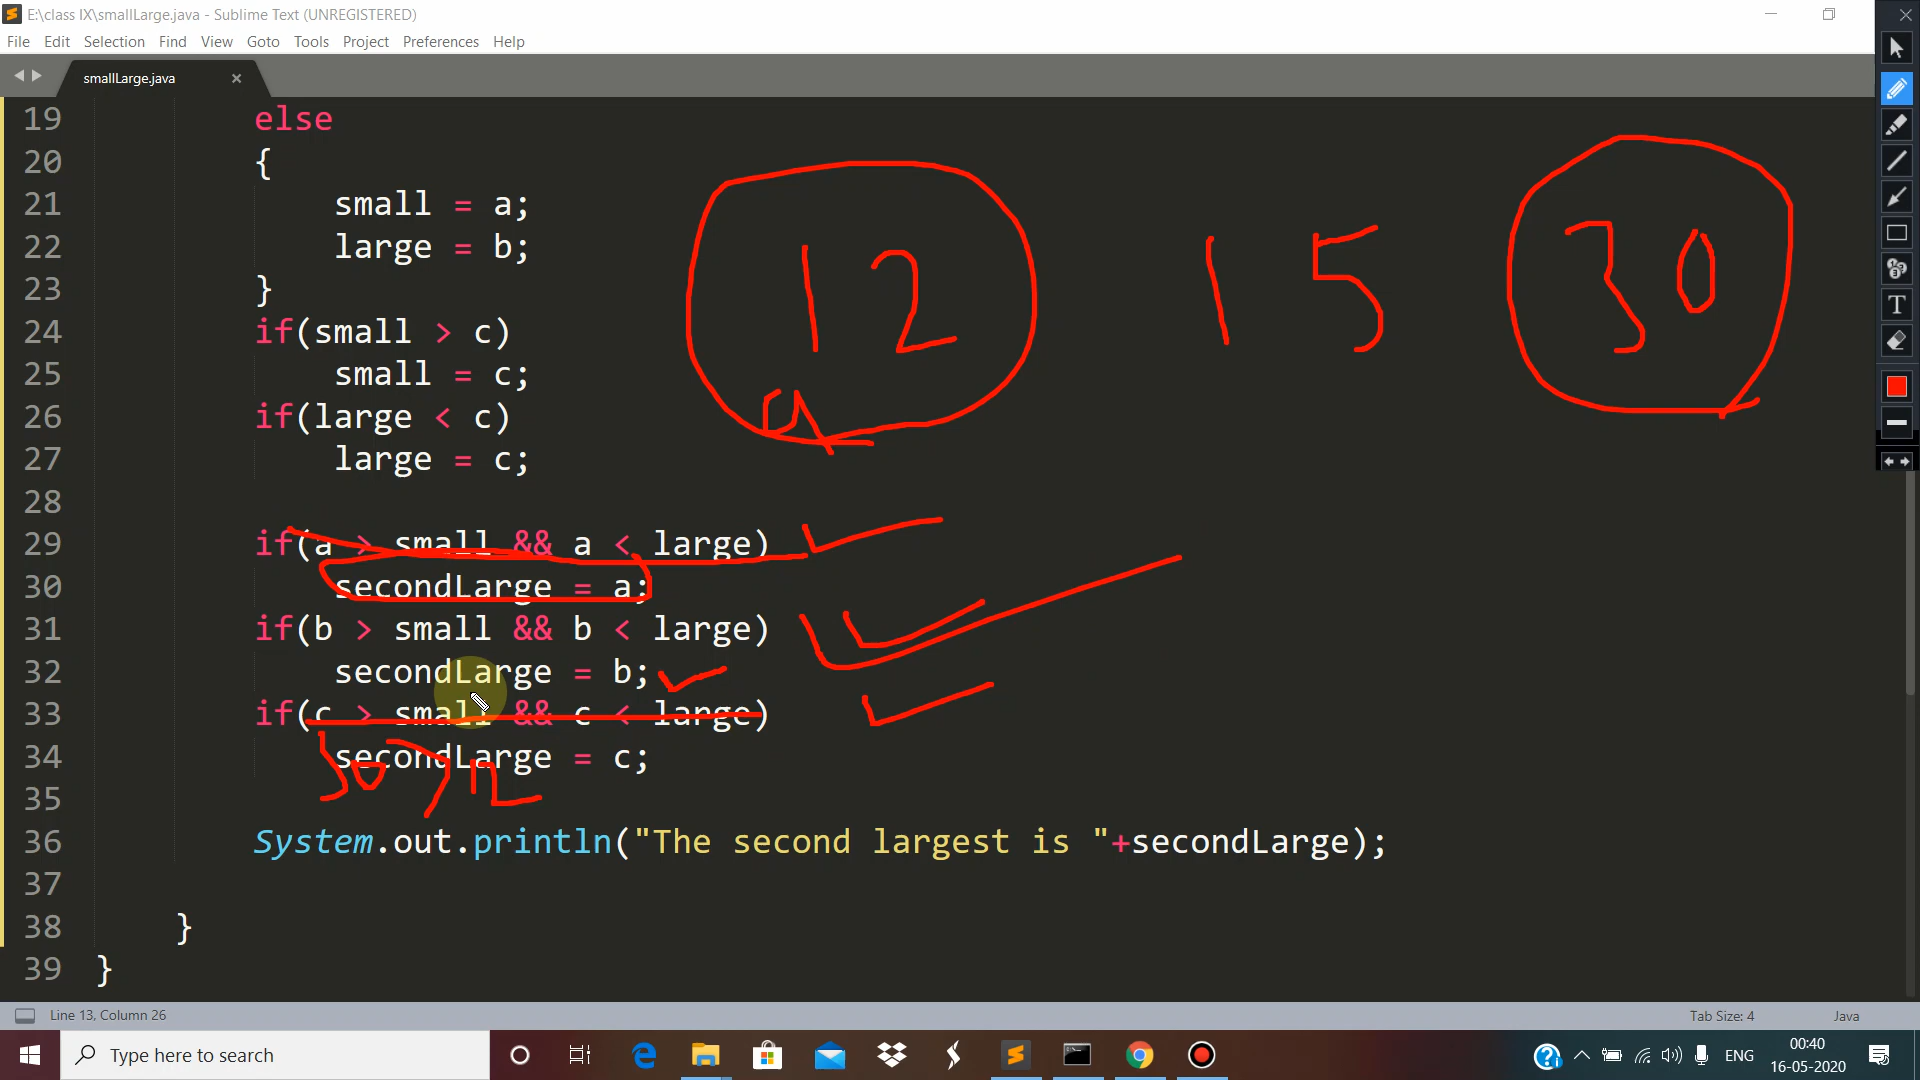 E:\class IX\smallLarge.java - Sublime Text (UNREGISTERED)
File Edit Selection Find View Goto Tools Project Preferences Help
smallLarge.java
19 else
20 {
21 small = a;
22 large = b;
23 }
24 if(small > c)
25 small = c;
26 if(large < c)
27 large = c;
28
29 if(a > small && a < large)
30 secondLarge = a;
31 if(b > small && b < large)
32 secondLarge = b;
33 if(c > small && c < large)
34 secondLarge = c;
35
36 System.out.println("The second largest is "+secondLarge);
37
38 }
39 }
12 15 30
a
30 > 12
Line 13, Column 26 Tab Size: 4 Java
Type here to search
ENG 00:40
16-05-2020